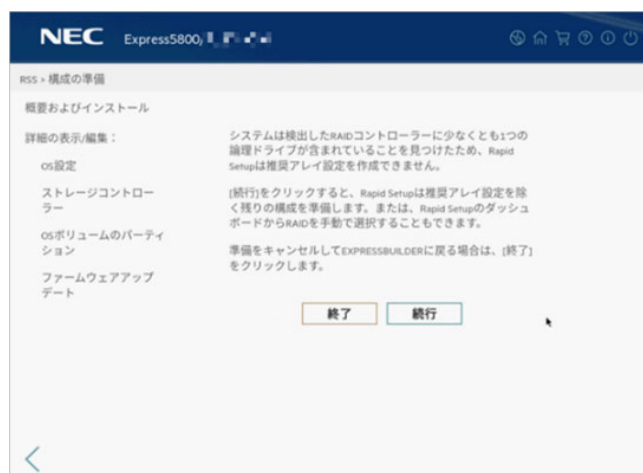 NEC Express5800/
RSS > 構成の準備
概要およびインストール
詳細の表示/編集：
OS設定
ストレージコントロー
ラー
OSボリュームのパーティ
ション
ファームウェアアップ
デート
システムは検出したRAIDコントローラーに少なくとも1つの
論理ドライブが含まれていることを見つけたため、Rapid
Setupは推奨アレイ設定を作成できません。
[続行]をクリックすると、Rapid Setupは推奨アレイ設定を除
く残りの構成を準備します。または、Rapid Setupのダッシュ
ボードからRAIDを手動で選択することもできます。
準備をキャンセルしてEXPRESSBUILDERに戻る場合は、[終了]
をクリックします。
終了 続行